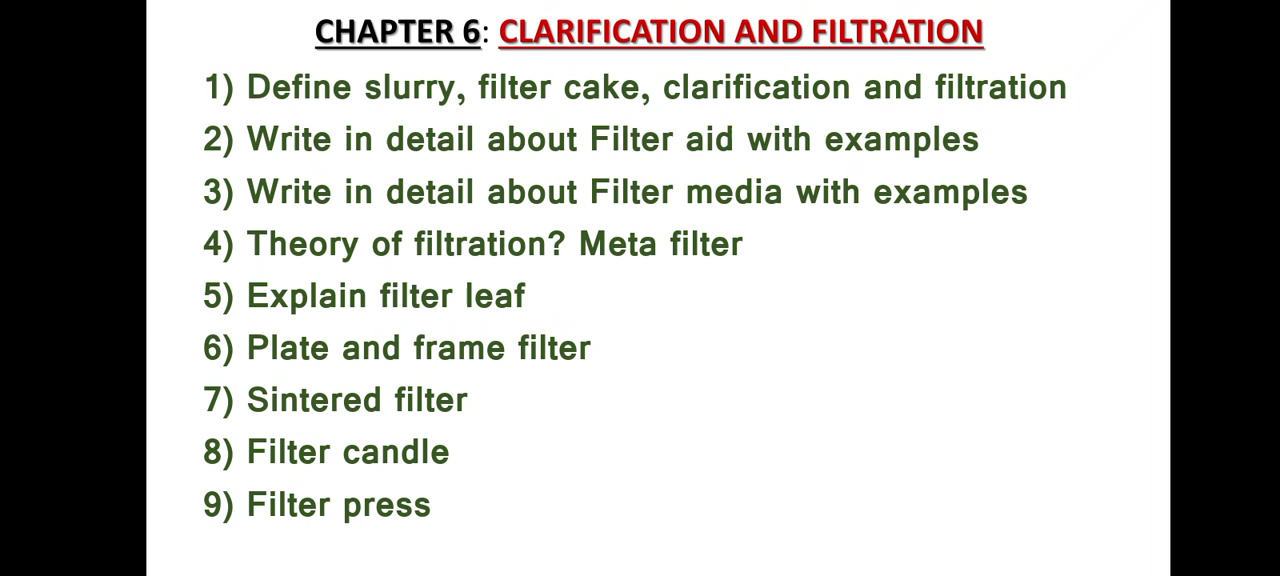 CHAPTER 6: CLARIFICATION AND FILTRATION
1) Define slurry, filter cake, clarification and filtration
2) Write in detail about Filter aid with examples
3) Write in detail about Filter media with examples
4) Theory of filtration? Meta filter
5) Explain filter leaf
6) Plate and frame filter
7) Sintered filter
8) Filter candle
9) Filter press